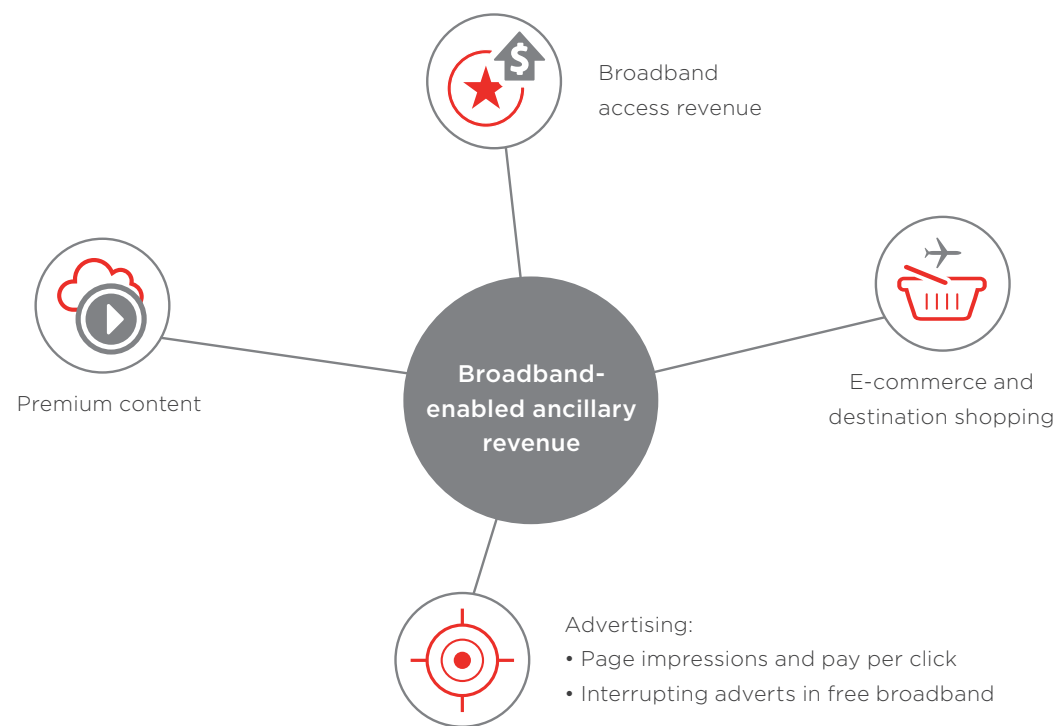 $
Broadband
access revenue
Premium content
Broadband-
enabled ancillary
revenue
E-commerce and
destination shopping
Advertising:
• Page impressions and pay per click
• Interrupting adverts in free broadband